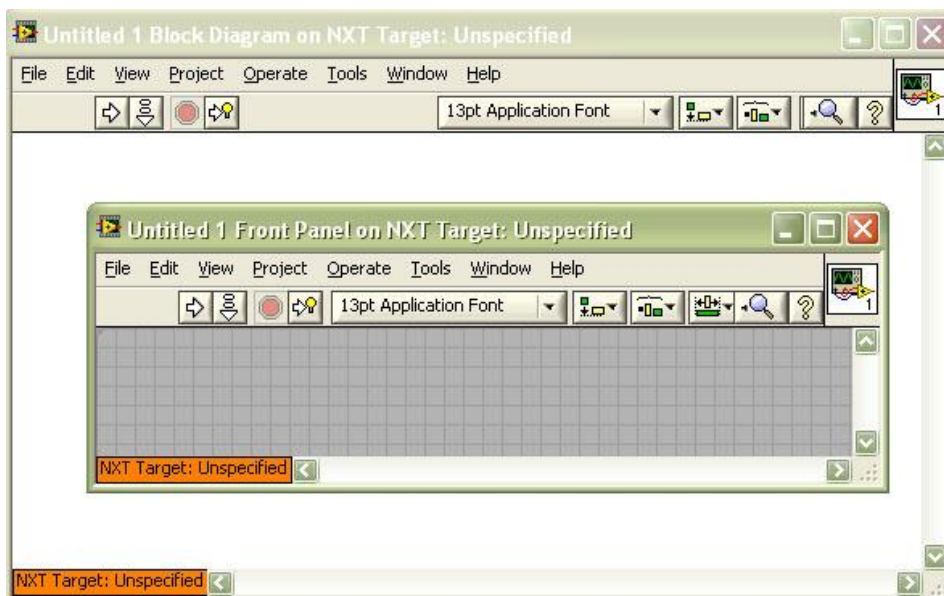 Untitled 1 Block Diagram on NXT Target: Unspecified
File Edit View Project Operate Tools Window Help
13pt Application Font ?
1
Untitled 1 Front Panel on NXT Target: Unspecified
File Edit View Project Operate Tools Window Help
13pt Application Font ?
1
NXT Target: Unspecified
NXT Target: Unspecified